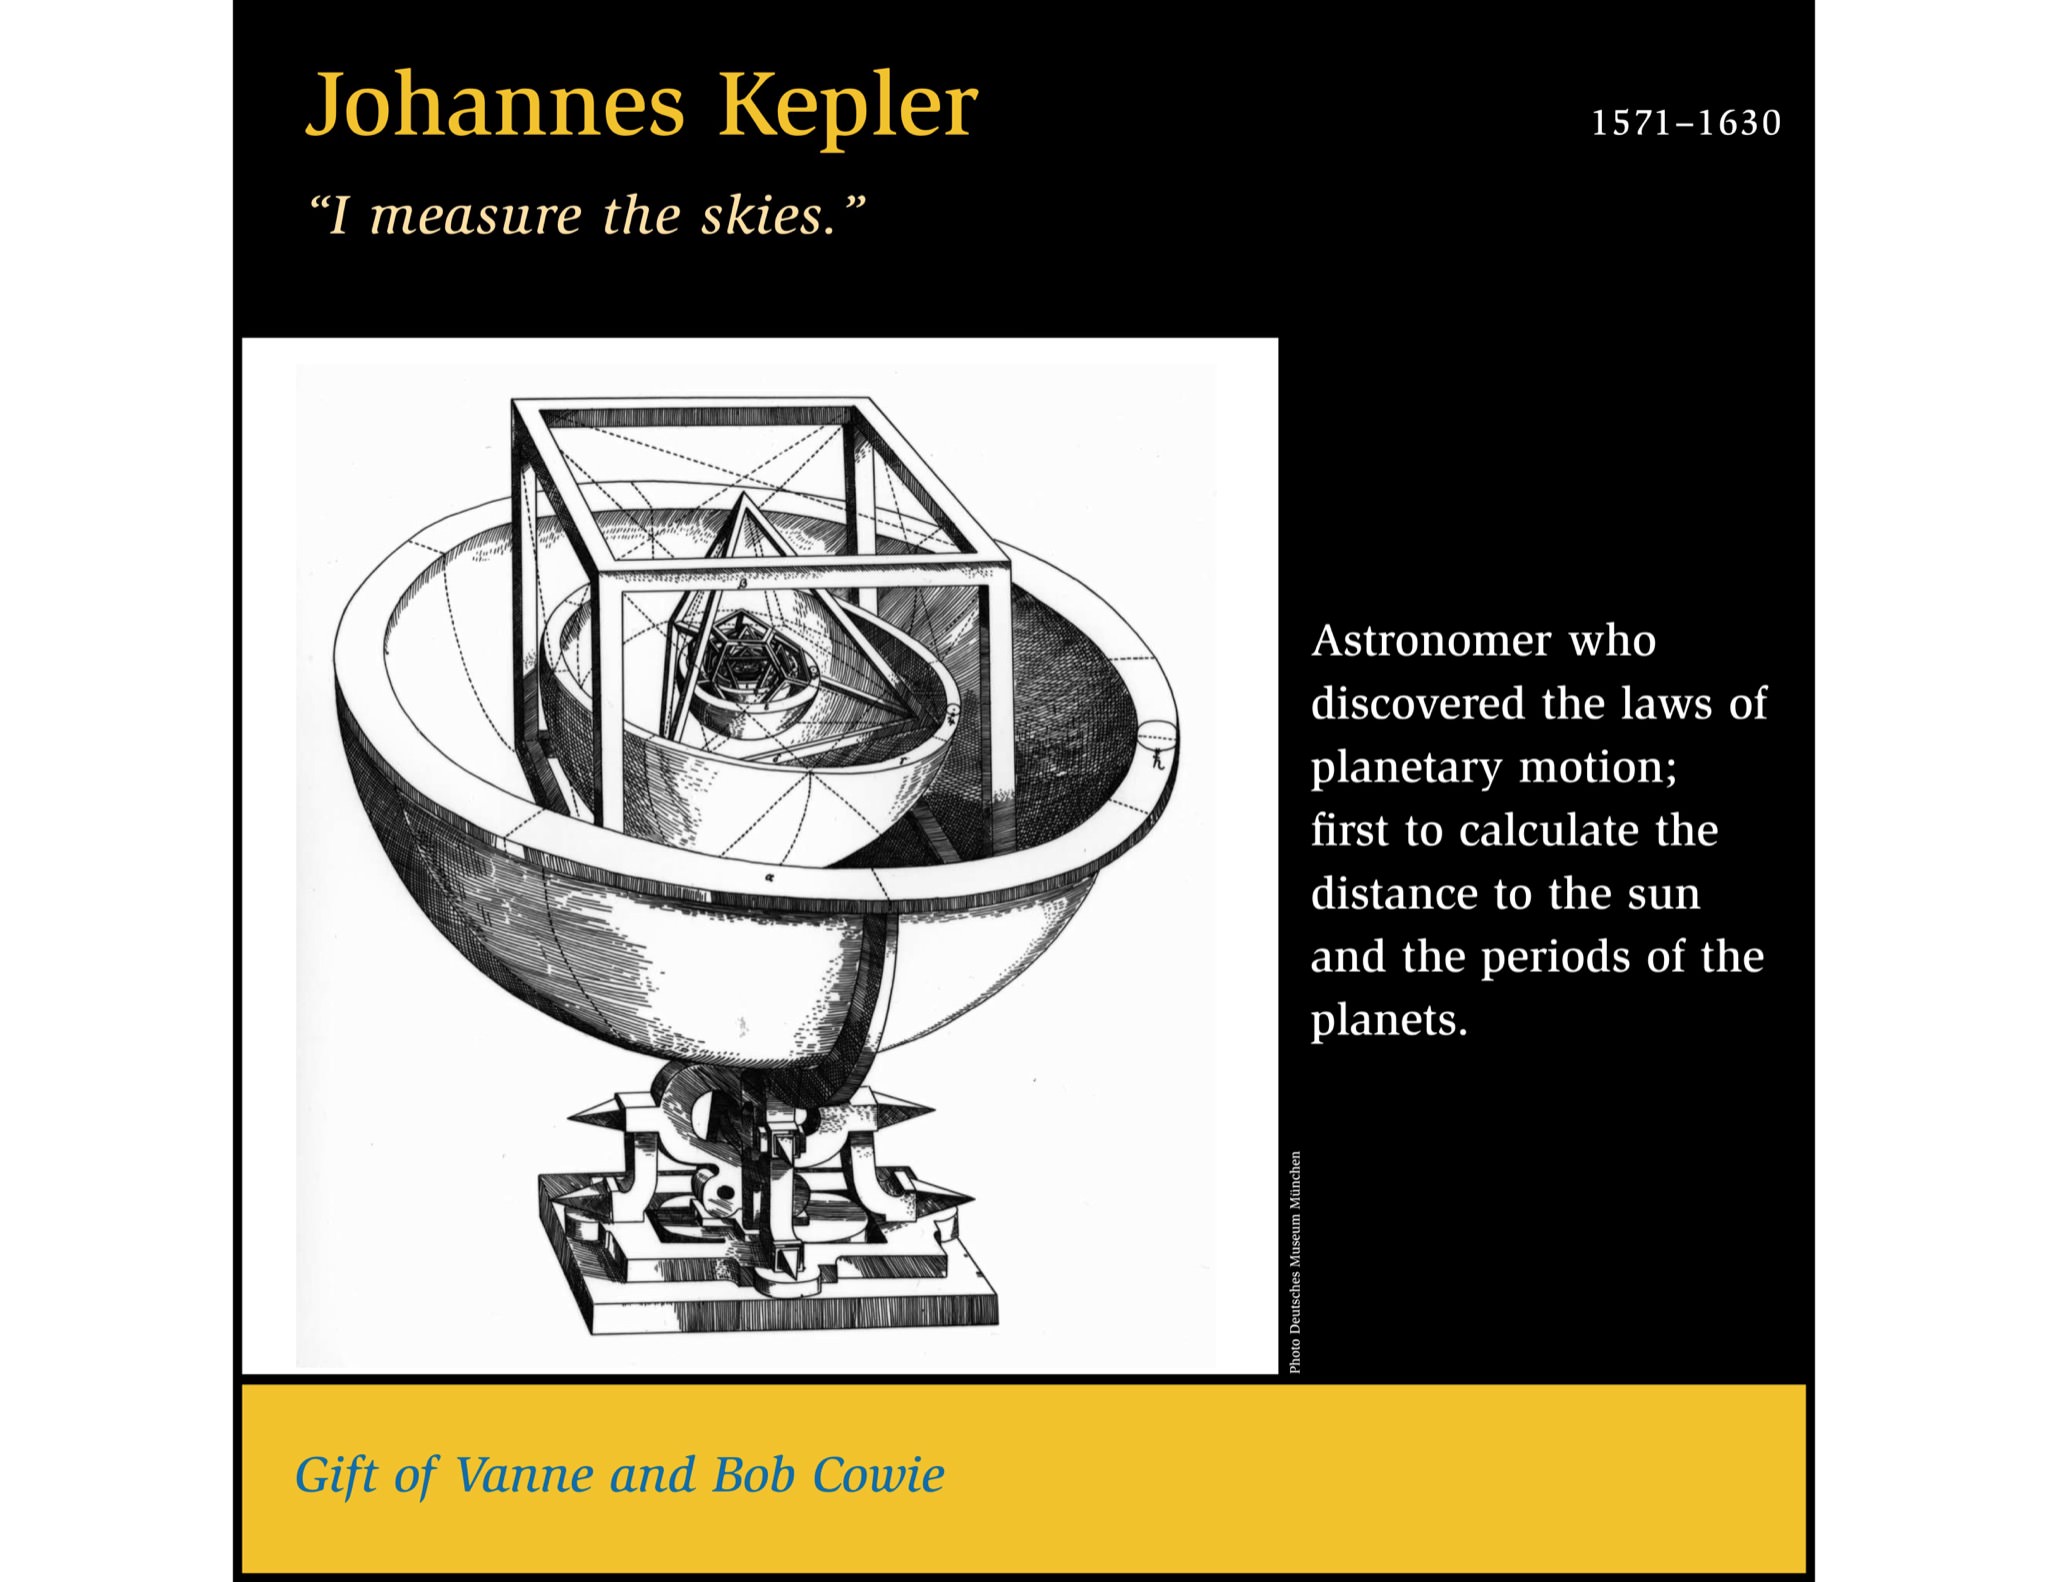 Johannes Kepler
1571–1630
“I measure the skies.”
β
α
♄
Astronomer who
discovered the laws of
planetary motion;
first to calculate the
distance to the sun
and the periods of the
planets.
Photo Deutsches Museum München
Gift of Vanne and Bob Cowie